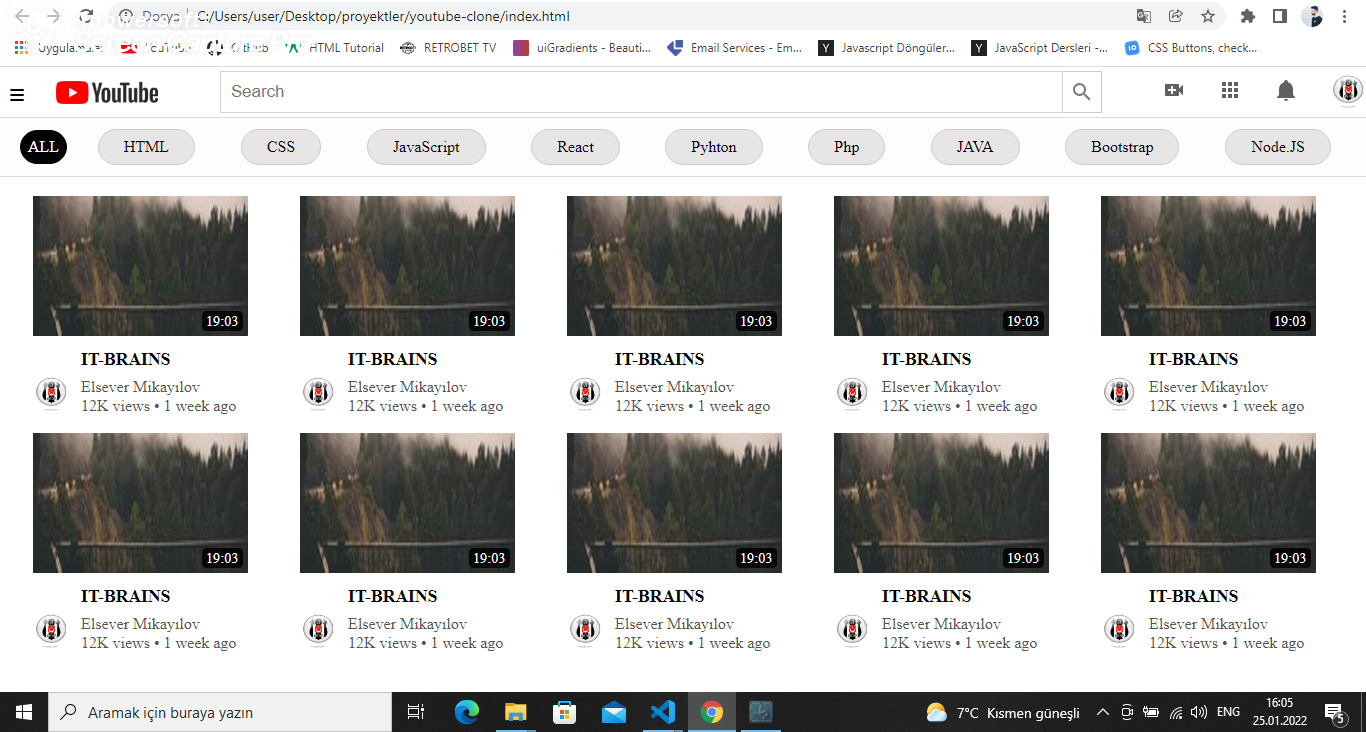 Dosya C:/Users/user/Desktop/proyektler/youtube-clone/index.html
Uygulamalar YouTube GitHub HTML Tutorial RETROBET TV uiGradients - Beauti... Email Services - Em... Javascript Döngüler... JavaScript Dersleri -... CSS Buttons, check...
YouTube Search
ALL HTML CSS JavaScript React Pyhton Php JAVA Bootstrap Node.JS
19:03 19:03 19:03 19:03 19:03
IT-BRAINS IT-BRAINS IT-BRAINS IT-BRAINS IT-BRAINS
Elsever Mikayılov Elsever Mikayılov Elsever Mikayılov Elsever Mikayılov Elsever Mikayılov
12K views • 1 week ago 12K views • 1 week ago 12K views • 1 week ago 12K views • 1 week ago 12K views • 1 week ago
19:03 19:03 19:03 19:03 19:03
IT-BRAINS IT-BRAINS IT-BRAINS IT-BRAINS IT-BRAINS
Elsever Mikayılov Elsever Mikayılov Elsever Mikayılov Elsever Mikayılov Elsever Mikayılov
12K views • 1 week ago 12K views • 1 week ago 12K views • 1 week ago 12K views • 1 week ago 12K views • 1 week ago
Aramak için buraya yazın 7°C Kısmen güneşli ENG 16:05
25.01.2022 5